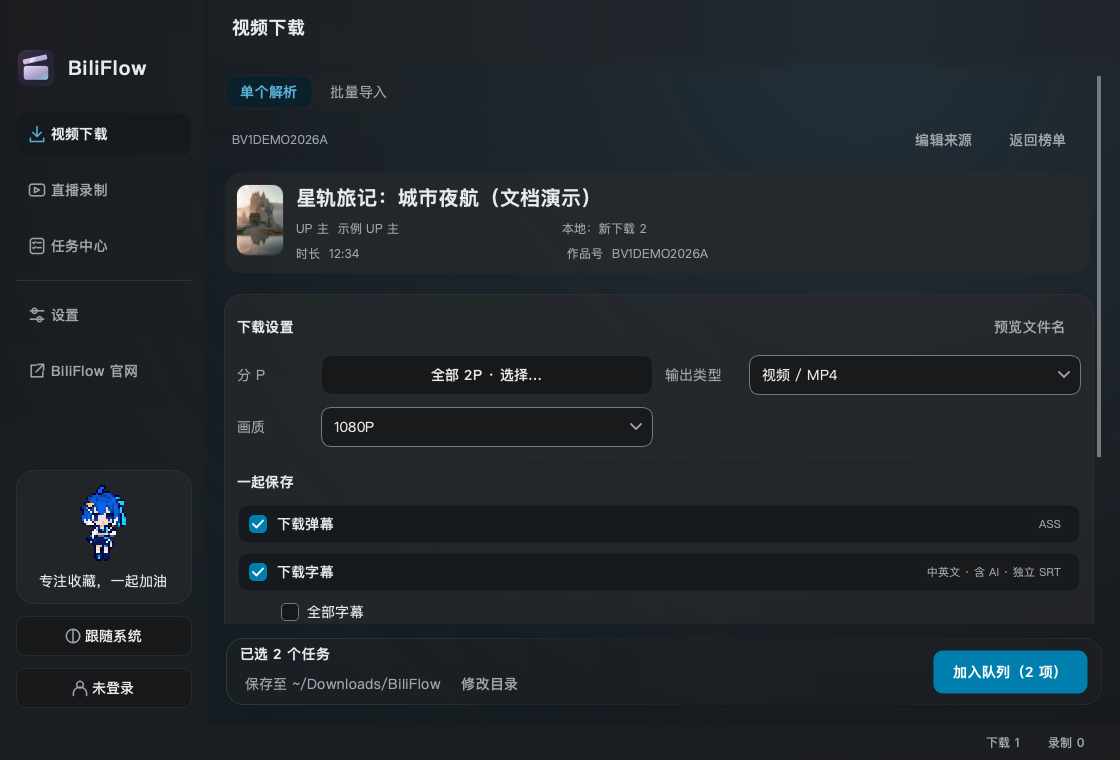 BiliFlow
视频下载
直播录制
任务中心
设置
BiliFlow 官网
专注收藏，一起加油
跟随系统
未登录
视频下载
单个解析
批量导入
BV1DEMO2026A
编辑来源
返回榜单
星轨旅记：城市夜航（文档演示）
UP 主 示例 UP 主
本地：新下载 2
时长 12:34
作品号 BV1DEMO2026A
下载设置
预览文件名
分 P
全部 2P · 选择…
输出类型
视频 / MP4
画质
1080P
一起保存
下载弹幕
ASS
下载字幕
中英文 · 含 AI · 独立 SRT
全部字幕
已选 2 个任务
保存至 ~/Downloads/BiliFlow
修改目录
加入队列（2 项）
下载 1
录制 0